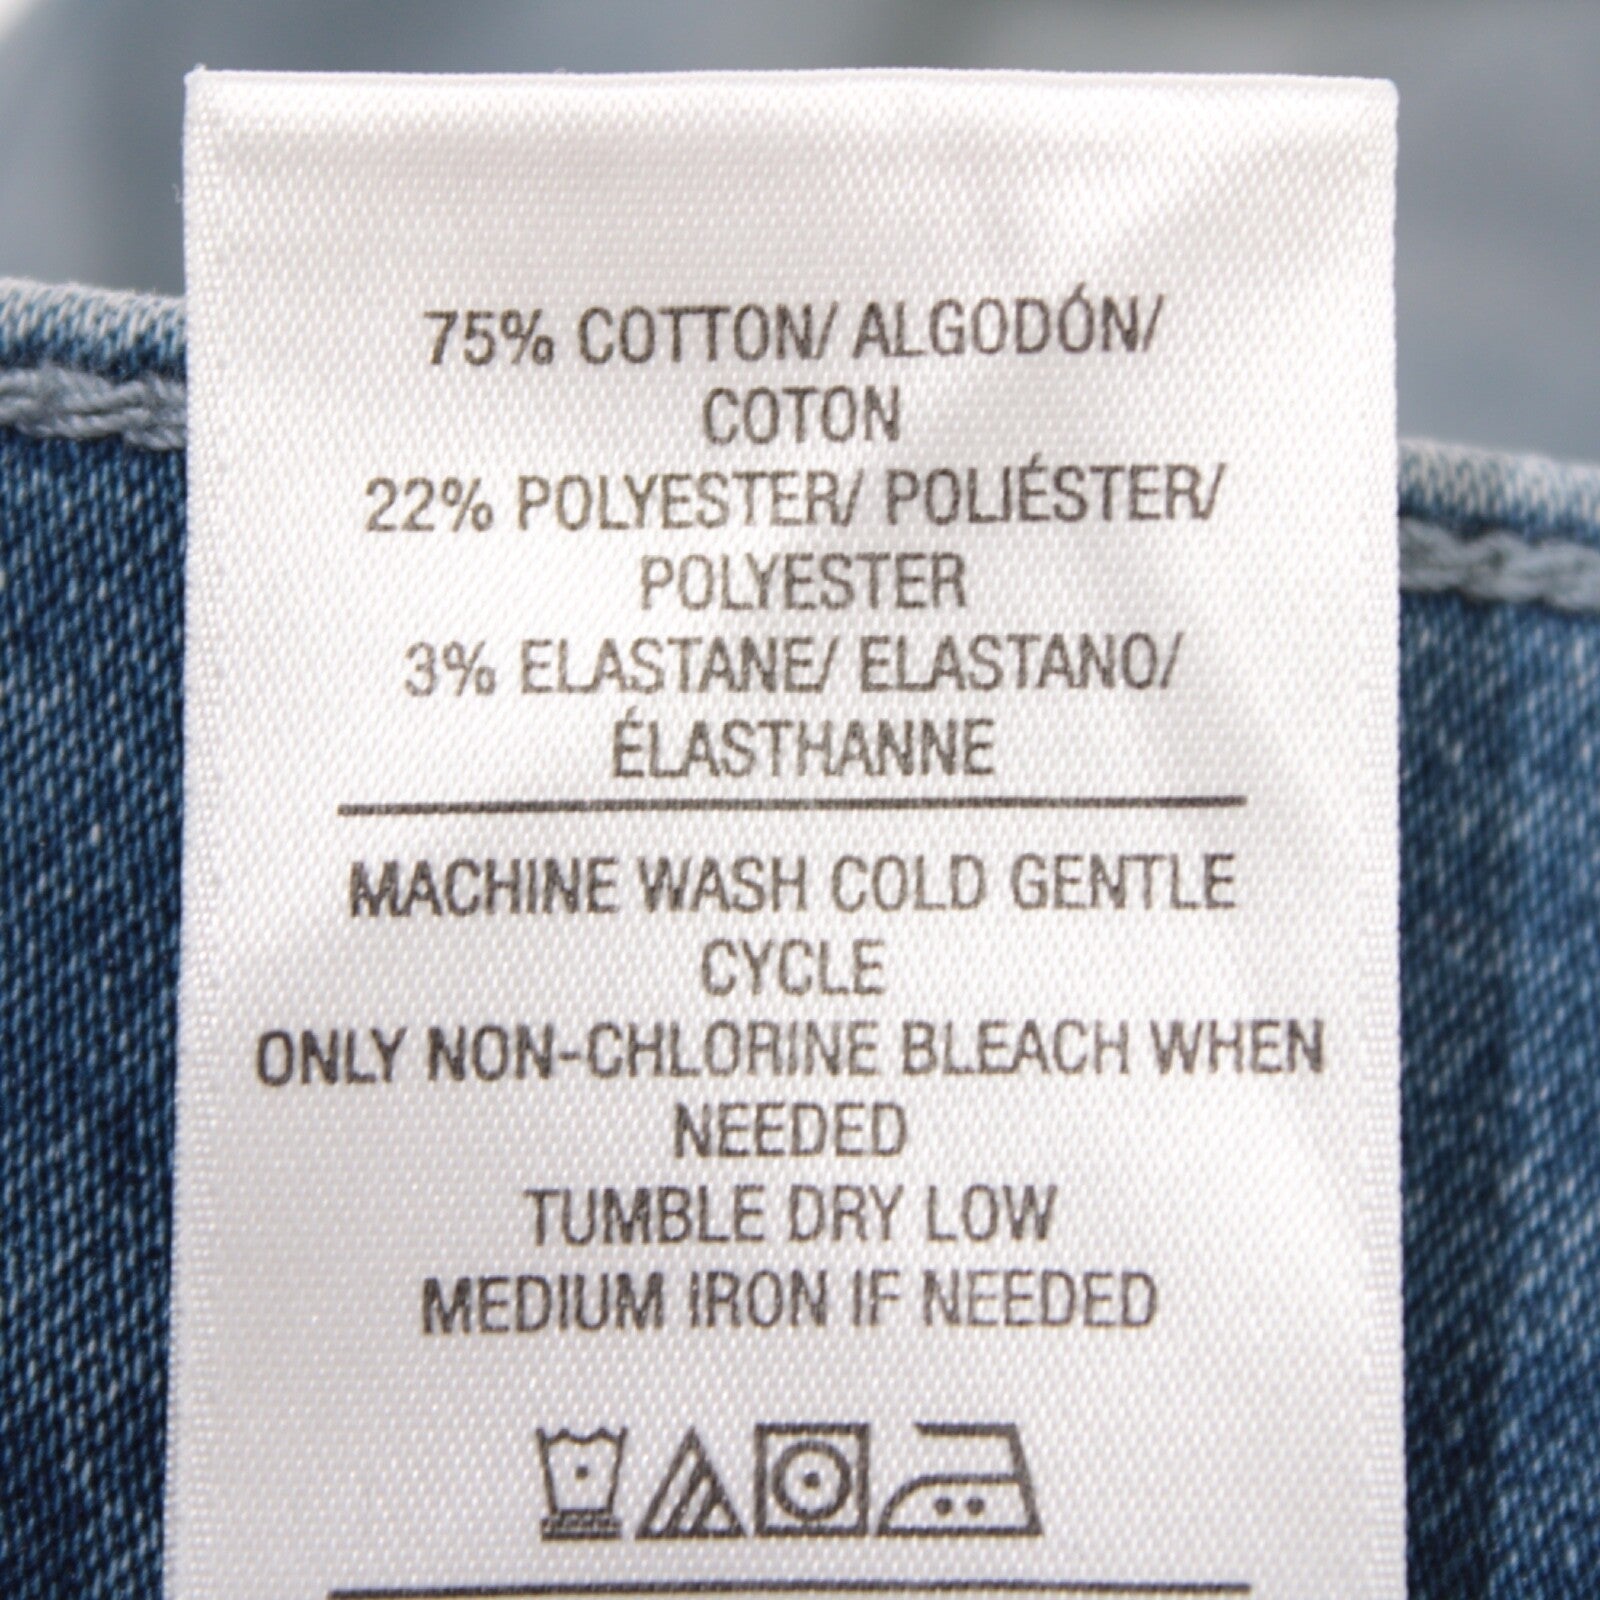 75% COTTON/ ALGODÓN/
COTON
22% POLYESTER/ POLIÉSTER/
POLYESTER
3% ELASTANE/ ELASTANO/
ÉLASTHANNE
MACHINE WASH COLD GENTLE
CYCLE
ONLY NON-CHLORINE BLEACH WHEN
NEEDED
TUMBLE DRY LOW
MEDIUM IRON IF NEEDED